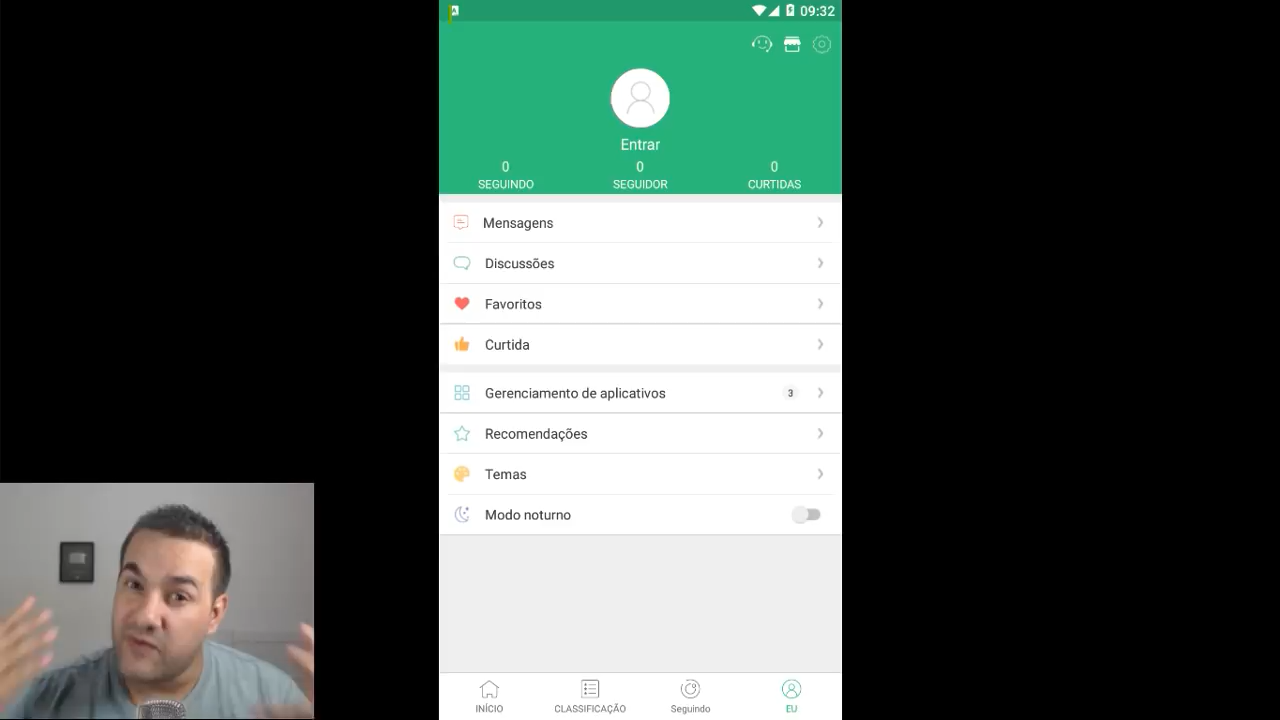 09:32
Entrar
0 0 0
SEGUINDO SEGUIDOR CURTIDAS
Mensagens
Discussões
Favoritos
Curtida
Gerenciamento de aplicativos 3
Recomendações
Temas
Modo noturno
INÍCIO CLASSIFICAÇÃO Seguindo EU